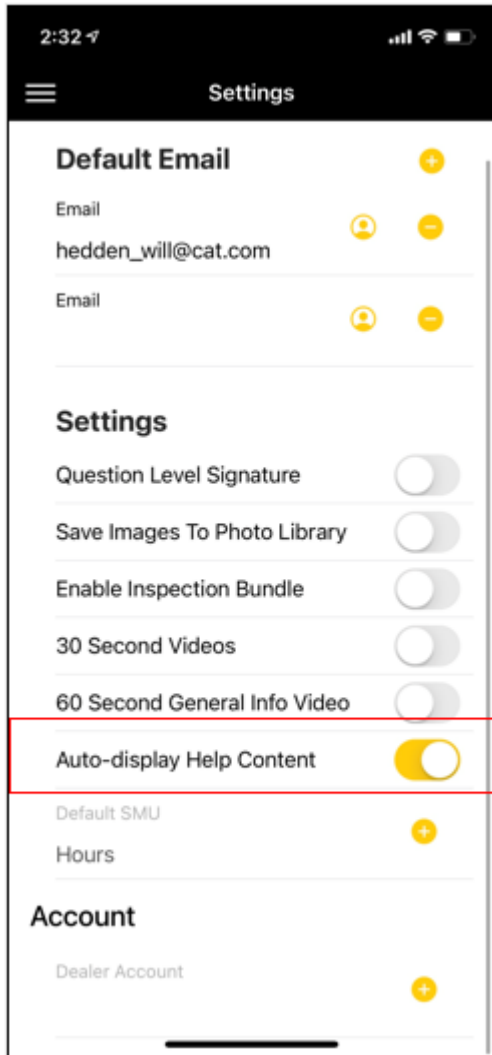 2:32
Settings
Default Email
Email
hedden_will@cat.com
Email
Settings
Question Level Signature
Save Images To Photo Library
Enable Inspection Bundle
30 Second Videos
60 Second General Info Video
Auto-display Help Content
Default SMU
Hours
Account
Dealer Account